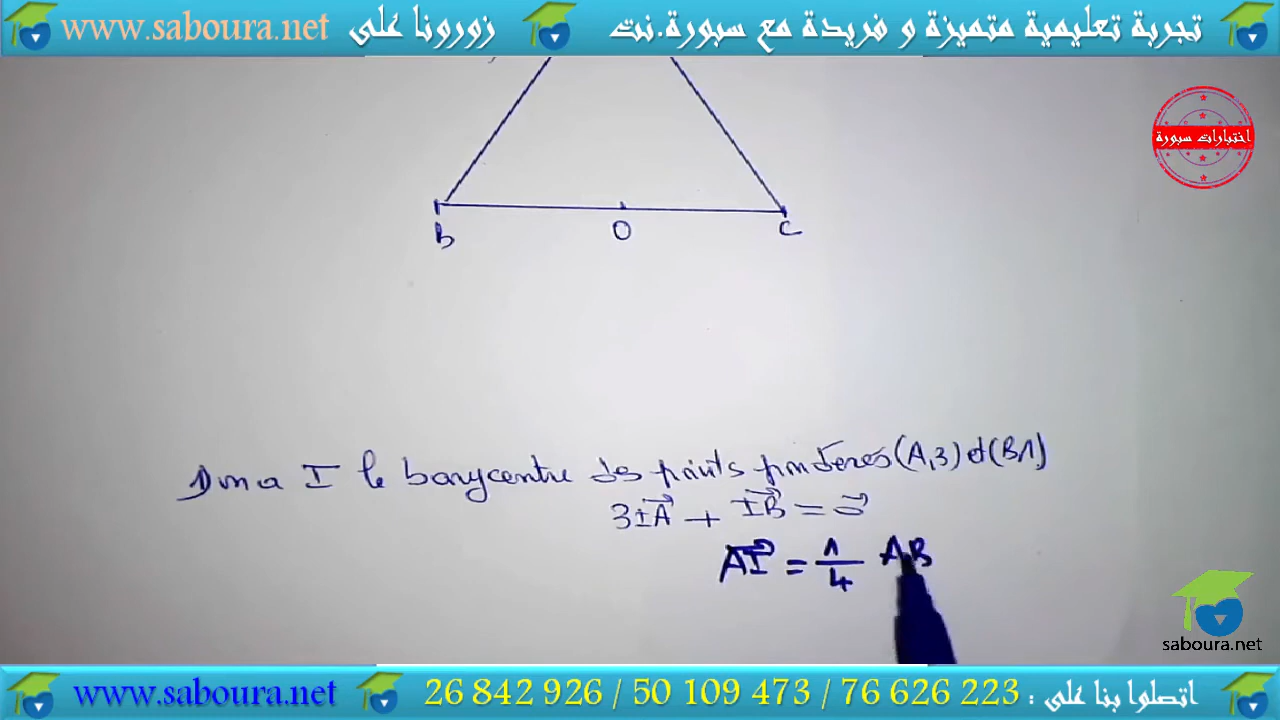 www.saboura.net زورونا على تجربة تعليمية متميزة و فريدة مع سبورة.نت
اختبارات سبورة
B O C
1) on a I le barycentre des points pondérés (A,3) et (B,1)
3IA + IB = 0
AI = 1/4 AB
saboura.net
www.saboura.net 26 842 926 / 50 109 473 / 76 626 223 : اتصلوا بنا على